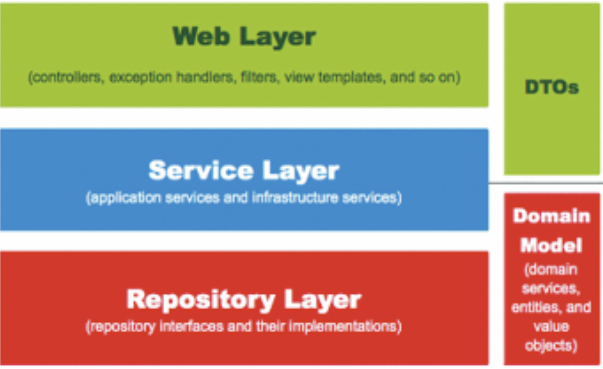 Web Layer
(controllers, exception handlers, filters, view templates, and so on)
DTOs
Service Layer
(application services and infrastructure services)
Repository Layer
(repository interfaces and their implementations)
Domain
Model
(domain
services,
entities, and
value
objects)